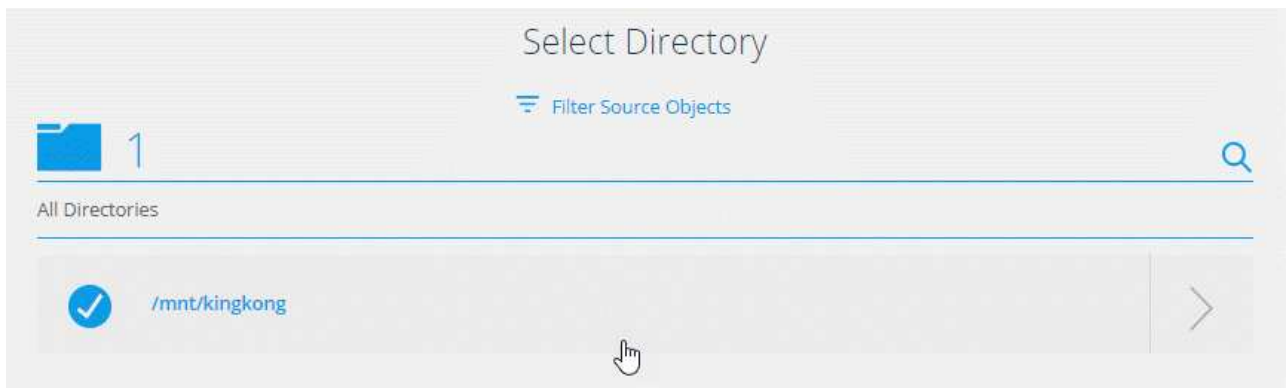 Select Directory
Filter Source Objects
1
All Directories
/mnt/kingkong